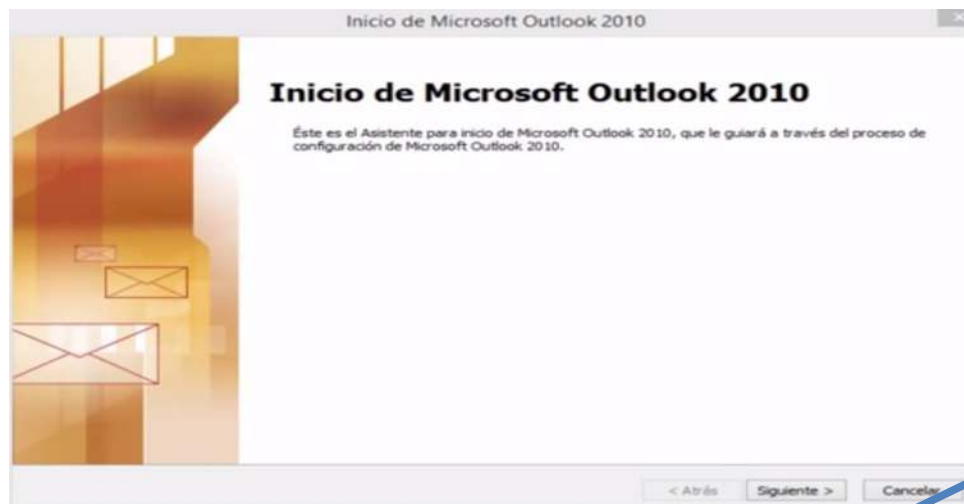 Inicio de Microsoft Outlook 2010
Inicio de Microsoft Outlook 2010
Éste es el Asistente para inicio de Microsoft Outlook 2010, que le guiará a través del proceso de
configuración de Microsoft Outlook 2010.
< Atrás
Siguiente >
Cancelar